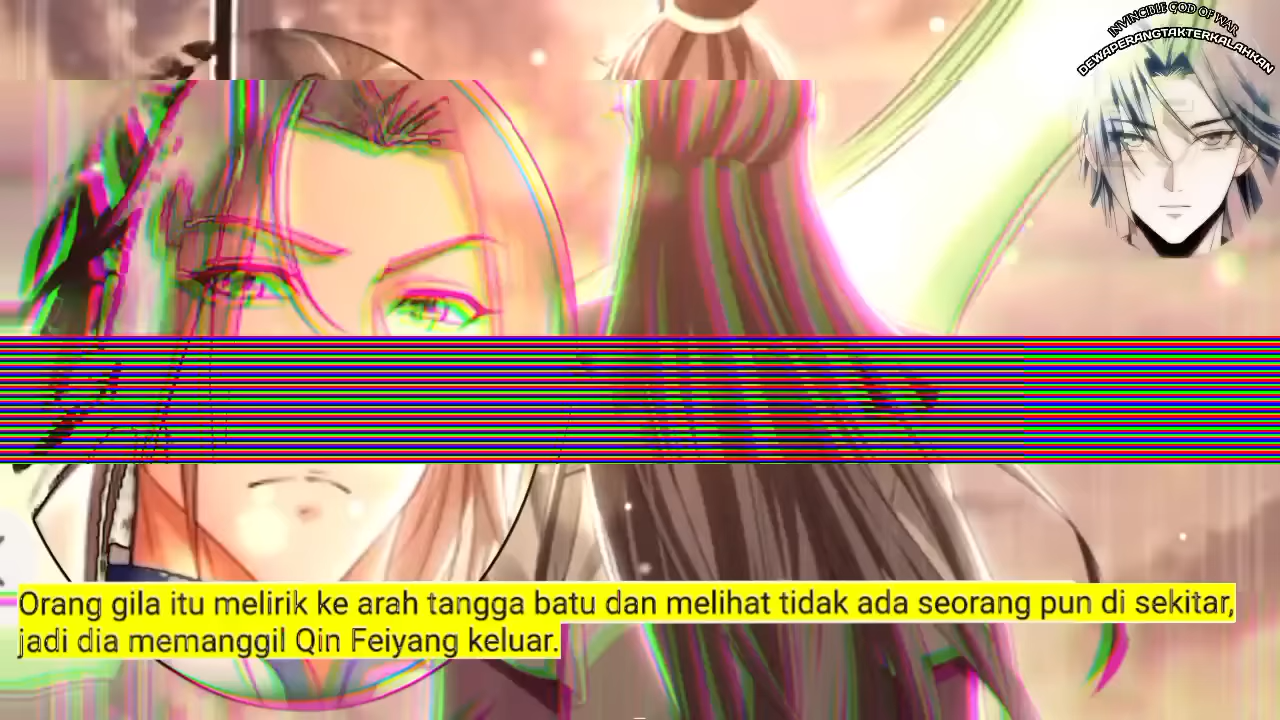 INVINCIBLE GOD OF WAR
DEWAPERANGTAKTERKALAHKAN
Orang gila itu melirik ke arah tangga batu dan melihat tidak ada seorang pun di sekitar,
jadi dia memanggil Qin Feiyang keluar.